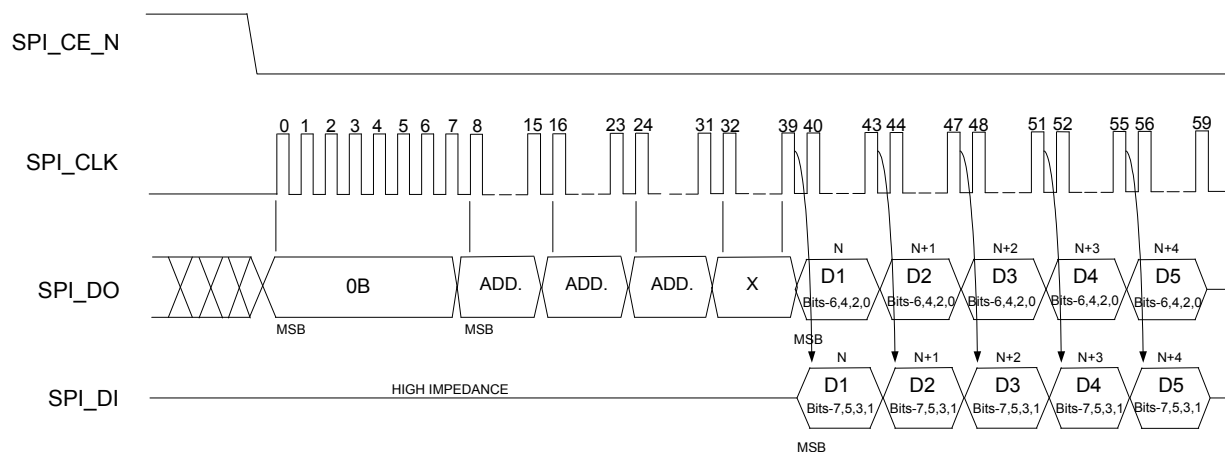 SPI_CE_N
0 1 2 3 4 5 6 7 8 15 16 23 24 31 32 39 40 43 44 47 48 51 52 55 56 59
SPI_CLK
N N+1 N+2 N+3 N+4
SPI_DO 0B ADD. ADD. ADD. X D1 D2 D3 D4 D5
Bits-6,4,2,0 Bits-6,4,2,0 Bits-6,4,2,0 Bits-6,4,2,0 Bits-6,4,2,0
MSB MSB MSB
N N+1 N+2 N+3 N+4
SPI_DI HIGH IMPEDANCE D1 D2 D3 D4 D5
Bits-7,5,3,1 Bits-7,5,3,1 Bits-7,5,3,1 Bits-7,5,3,1 Bits-7,5,3,1
MSB